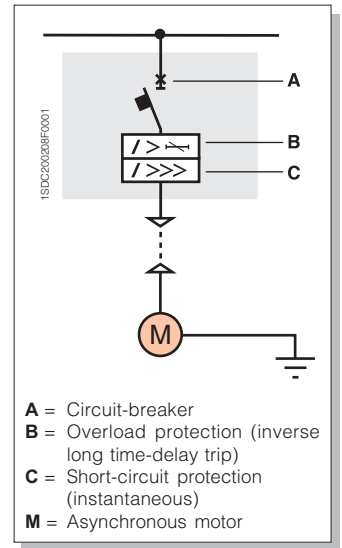 1SDC200208F0001
A
I >
B
I >>>
C
M
A = Circuit-breaker
B = Overload protection (inverse
long time-delay trip)
C = Short-circuit protection
(instantaneous)
M = Asynchronous motor